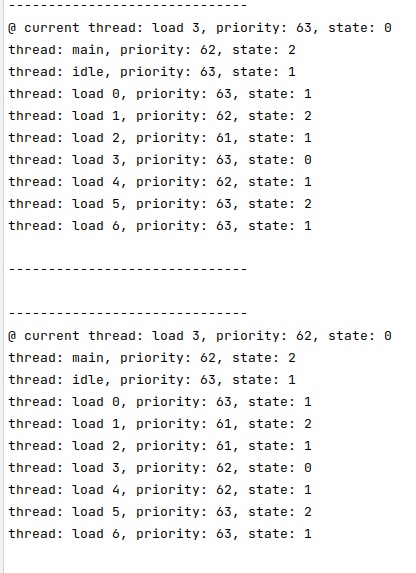 ------------------------------
@ current thread: load 3, priority: 63, state: 0
thread: main, priority: 62, state: 2
thread: idle, priority: 63, state: 1
thread: load 0, priority: 63, state: 1
thread: load 1, priority: 62, state: 2
thread: load 2, priority: 61, state: 1
thread: load 3, priority: 63, state: 0
thread: load 4, priority: 62, state: 1
thread: load 5, priority: 63, state: 2
thread: load 6, priority: 63, state: 1
------------------------------
------------------------------
@ current thread: load 3, priority: 62, state: 0
thread: main, priority: 62, state: 2
thread: idle, priority: 63, state: 1
thread: load 0, priority: 63, state: 1
thread: load 1, priority: 61, state: 2
thread: load 2, priority: 61, state: 1
thread: load 3, priority: 62, state: 0
thread: load 4, priority: 62, state: 1
thread: load 5, priority: 63, state: 2
thread: load 6, priority: 63, state: 1